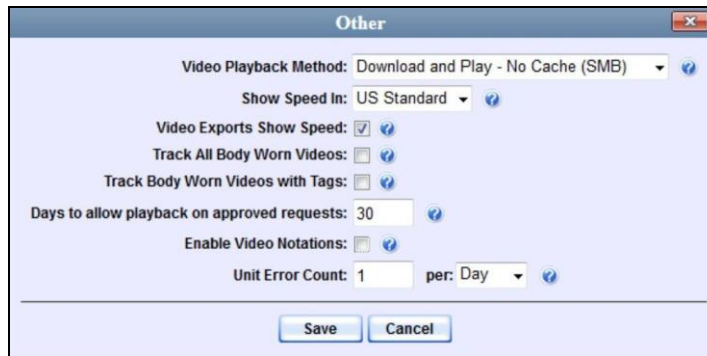 Other
Video Playback Method: Download and Play - No Cache (SMB)
Show Speed In: US Standard
Video Exports Show Speed:
Track All Body Worn Videos:
Track Body Worn Videos with Tags:
Days to allow playback on approved requests: 30
Enable Video Notations:
Unit Error Count: 1 per: Day
Save Cancel